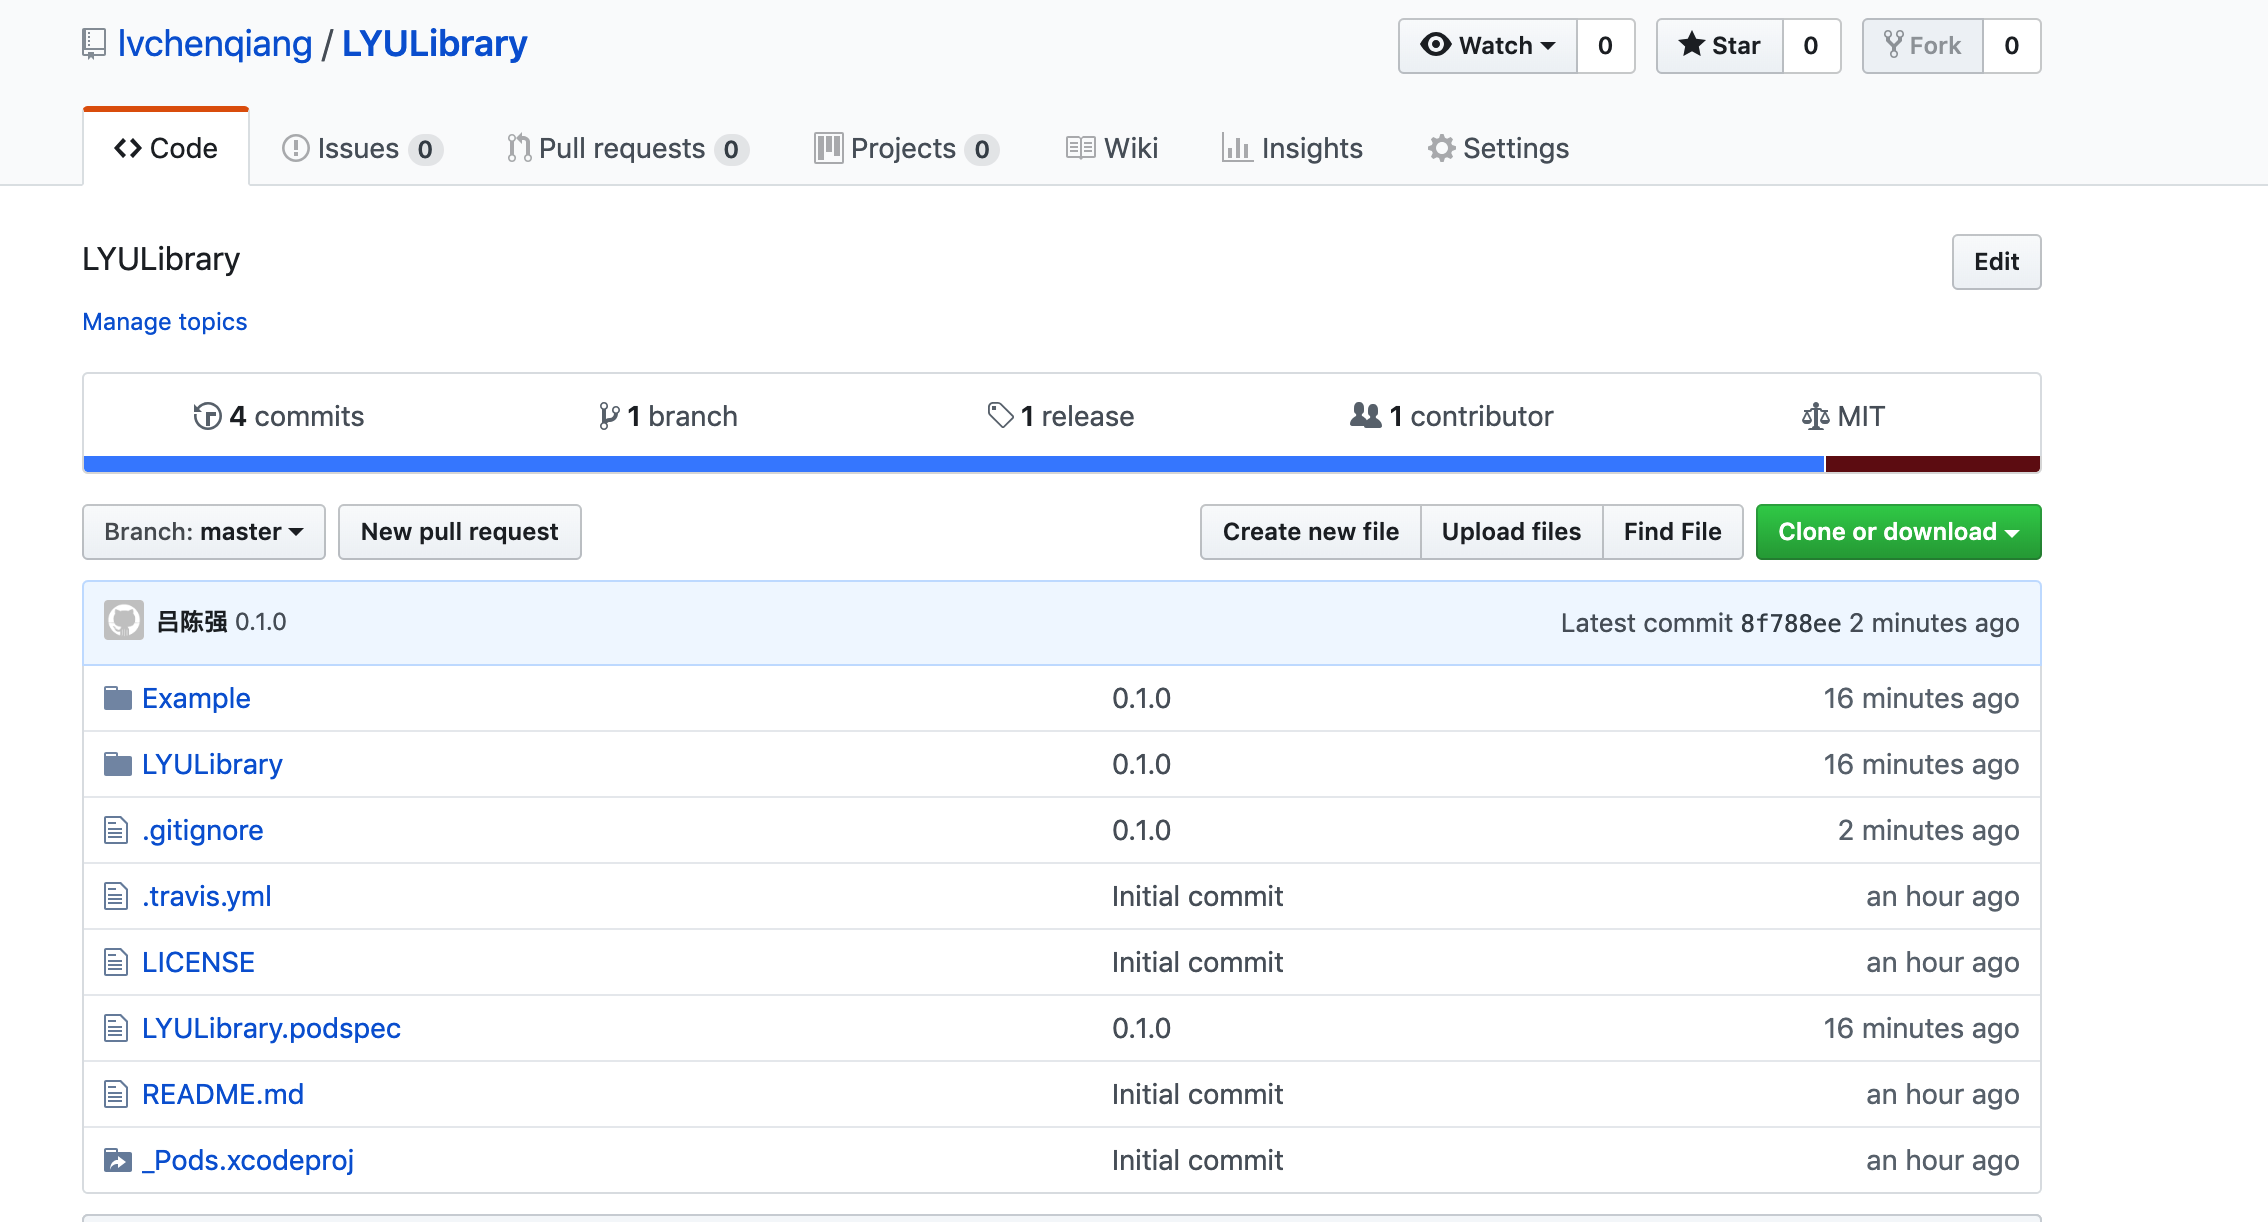 lvchenqiang / LYULibrary Watch 0 Star 0 Fork 0
Code Issues 0 Pull requests 0 Projects 0 Wiki Insights Settings
LYULibrary Edit
Manage topics
4 commits 1 branch 1 release 1 contributor MIT
Branch: master New pull request Create new file Upload files Find File Clone or download
吕陈强 0.1.0 Latest commit 8f788ee 2 minutes ago
Example 0.1.0 16 minutes ago
LYULibrary 0.1.0 16 minutes ago
.gitignore 0.1.0 2 minutes ago
.travis.yml Initial commit an hour ago
LICENSE Initial commit an hour ago
LYULibrary.podspec 0.1.0 16 minutes ago
README.md Initial commit an hour ago
_Pods.xcodeproj Initial commit an hour ago